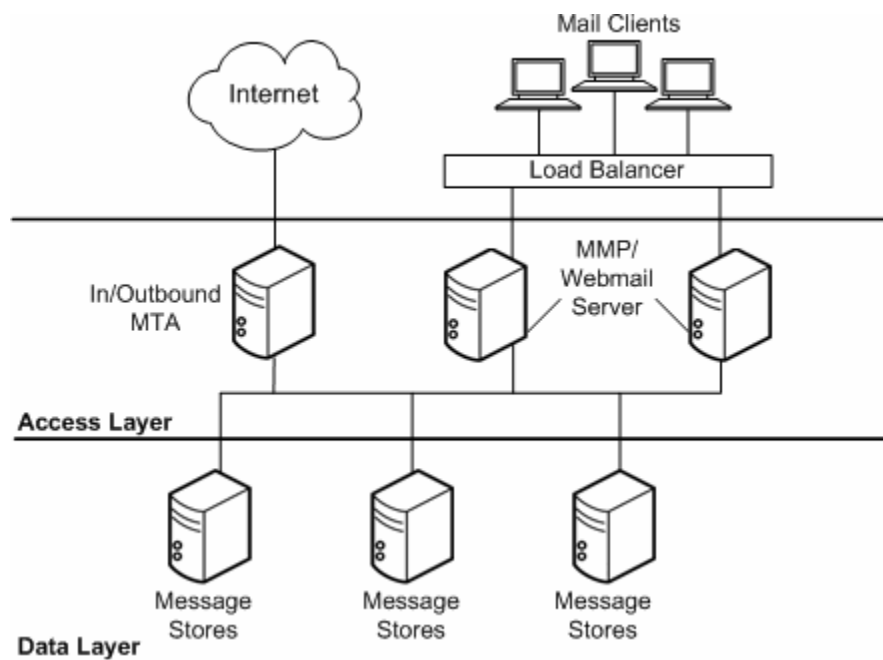 Mail Clients
Internet
Load Balancer
In/Outbound
MTA
MMP/
Webmail
Server
Access Layer
Message
Stores
Message
Stores
Message
Stores
Data Layer